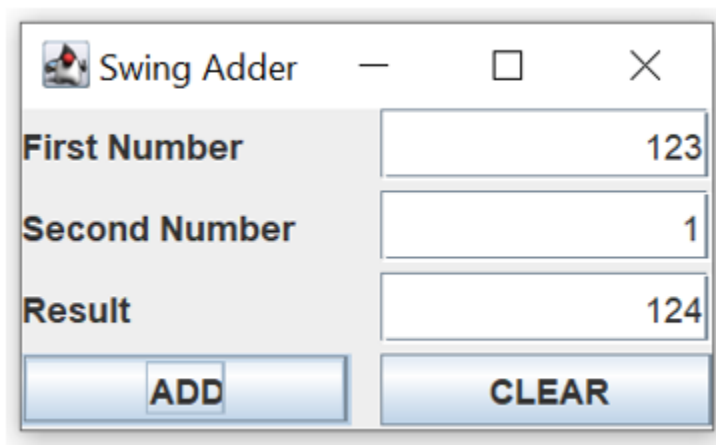 Swing Adder
First Number 123
Second Number 1
Result 124
ADD CLEAR